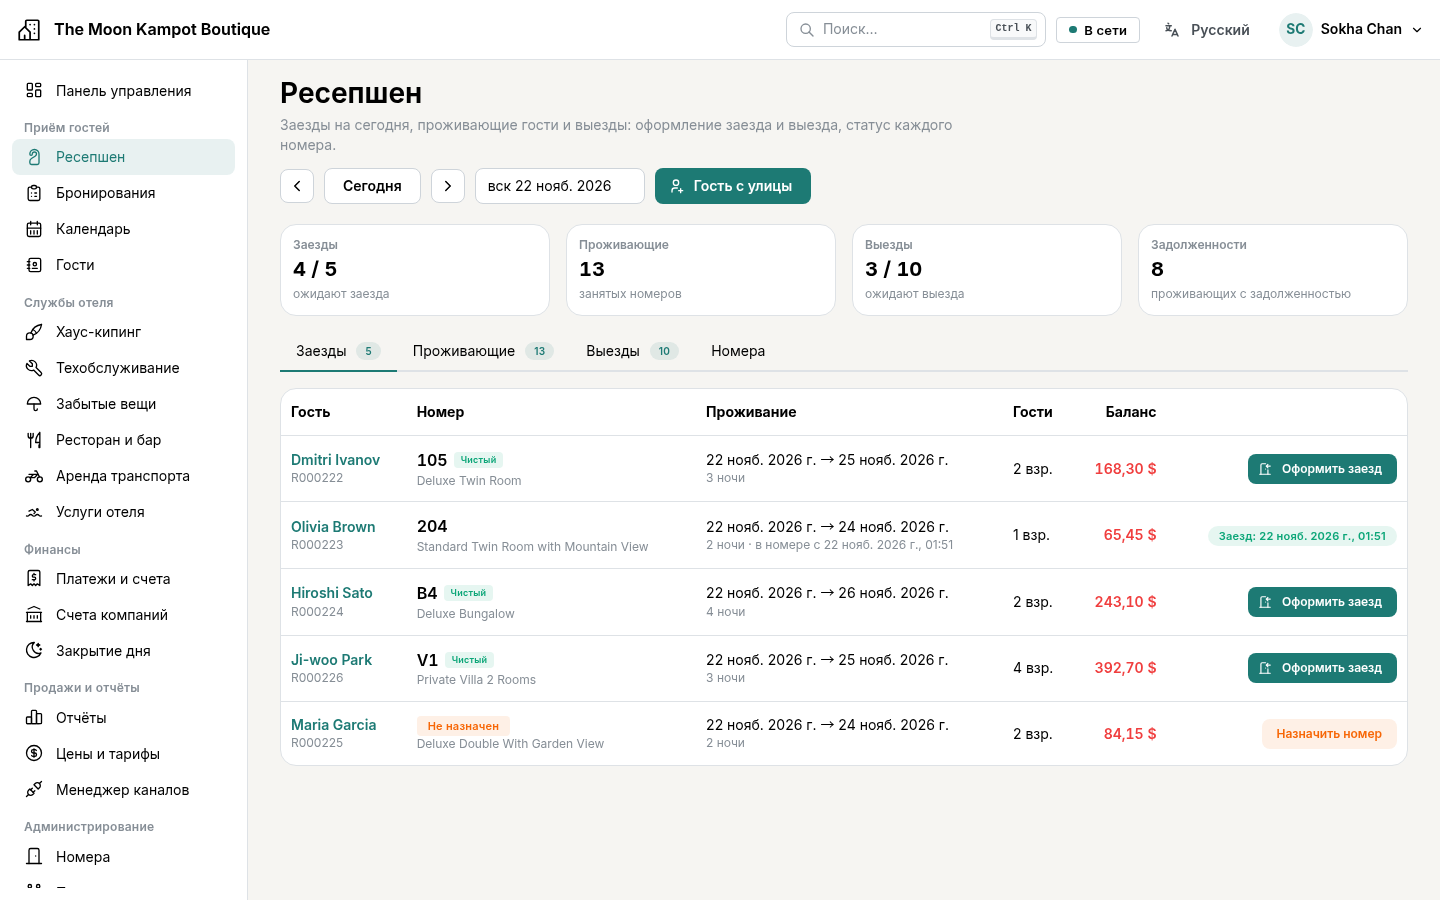 The Moon Kampot Boutique
Поиск...
Ctrl K
В сети
Русский
SC
Sokha Chan
Панель управления
Приём гостей
Ресепшен
Бронирования
Календарь
Гости
Службы отеля
Хаус-кипинг
Техобслуживание
Забытые вещи
Ресторан и бар
Аренда транспорта
Услуги отеля
Финансы
Платежи и счета
Счета компаний
Закрытие дня
Продажи и отчёты
Отчёты
Цены и тарифы
Менеджер каналов
Администрирование
Номера
Ресепшен
Заезды на сегодня, проживающие гости и выезды: оформление заезда и выезда, статус каждого
номера.
Сегодня
вск 22 нояб. 2026
Гость с улицы
Заезды
4 / 5
ожидают заезда
Проживающие
13
занятых номеров
Выезды
3 / 10
ожидают выезда
Задолженности
8
проживающих с задолженностью
Заезды 5
Проживающие 13
Выезды 10
Номера
Гость Номер Проживание Гости Баланс
Dmitri Ivanov 105 Чистый 22 нояб. 2026 г. → 25 нояб. 2026 г. 2 взр. 168,30 $ Оформить заезд
R000222 Deluxe Twin Room 3 ночи
Olivia Brown 204 22 нояб. 2026 г. → 24 нояб. 2026 г. 1 взр. 65,45 $ Заезд: 22 нояб. 2026 г., 01:51
R000223 Standard Twin Room with Mountain View 2 ночи · в номере с 22 нояб. 2026 г., 01:51
Hiroshi Sato B4 Чистый 22 нояб. 2026 г. → 26 нояб. 2026 г. 2 взр. 243,10 $ Оформить заезд
R000224 Deluxe Bungalow 4 ночи
Ji-woo Park V1 Чистый 22 нояб. 2026 г. → 25 нояб. 2026 г. 4 взр. 392,70 $ Оформить заезд
R000226 Private Villa 2 Rooms 3 ночи
Maria Garcia Не назначен 22 нояб. 2026 г. → 24 нояб. 2026 г. 2 взр. 84,15 $ Назначить номер
R000225 Deluxe Double With Garden View 2 ночи